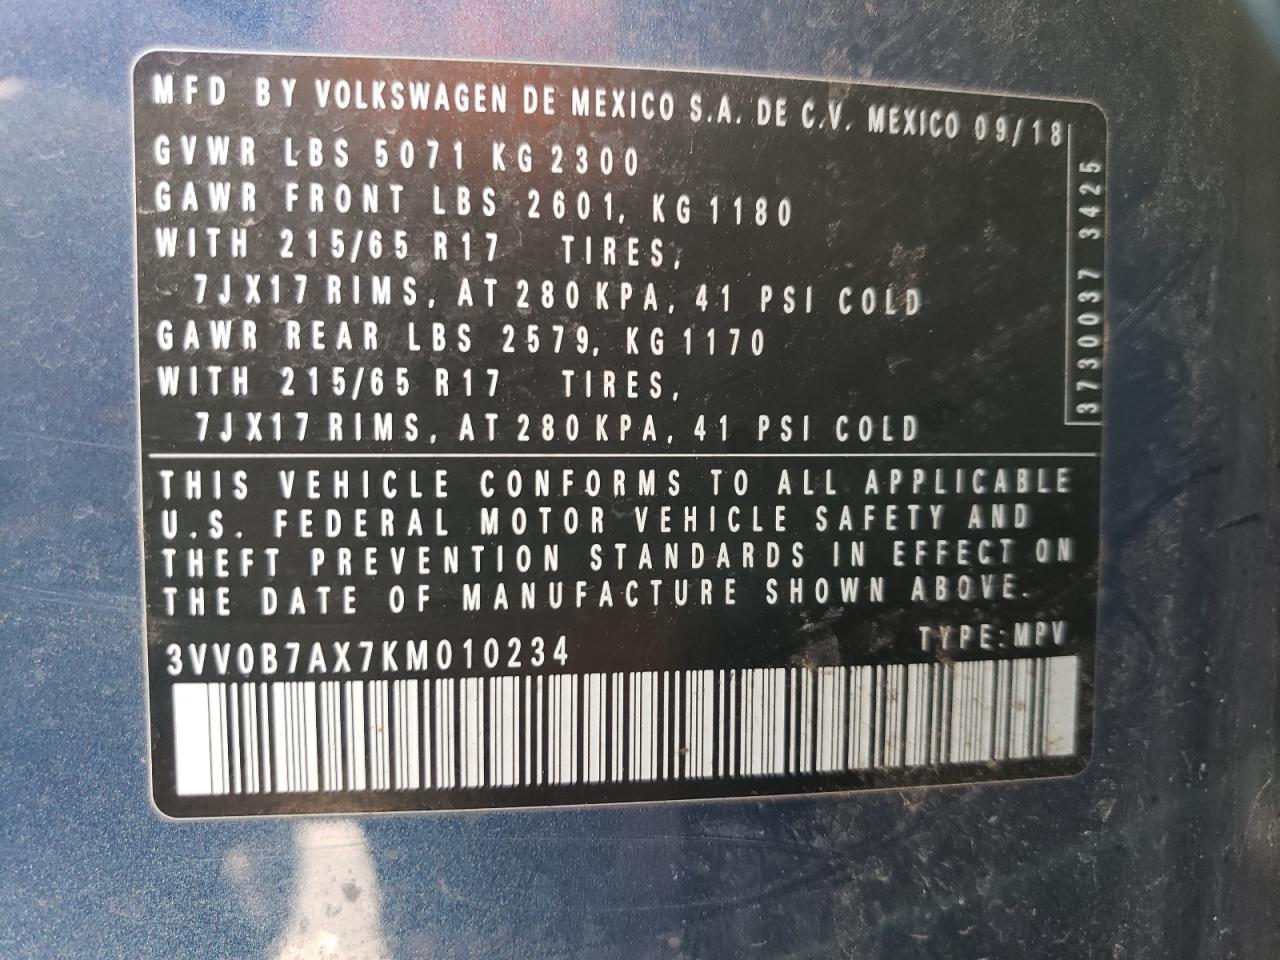 MFD BY VOLKSWAGEN DE MEXICO S.A. DE C.V. MEXICO 09/18
GVWR LBS 5071 KG 2300
GAWR FRONT LBS 2601, KG 1180
WITH 215/65 R17 TIRES,
7JX17 RIMS, AT 280 KPA, 41 PSI COLD
GAWR REAR LBS 2579, KG 1170
WITH 215/65 R17 TIRES,
7JX17 RIMS, AT 280 KPA, 41 PSI COLD
3730037 3425
THIS VEHICLE CONFORMS TO ALL APPLICABLE
U.S. FEDERAL MOTOR VEHICLE SAFETY AND
THEFT PREVENTION STANDARDS IN EFFECT ON
THE DATE OF MANUFACTURE SHOWN ABOVE.
3VV0B7AX7KM010234 TYPE:MPV